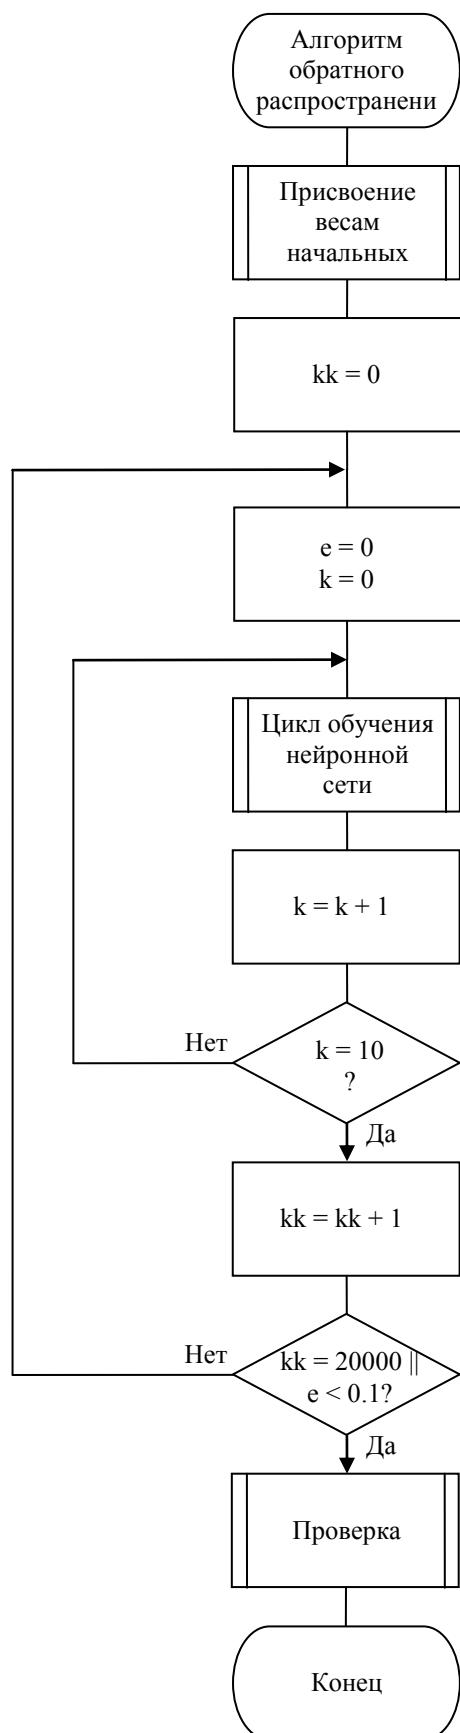 Алгоритм
обратного
распространени
Присвоение
весам
начальных
kk = 0
e = 0
k = 0
Цикл обучения
нейронной
сети
k = k + 1
Нет
k = 10
?
Да
kk = kk + 1
Нет
kk = 20000 ||
e < 0.1?
Да
Проверка
Конец